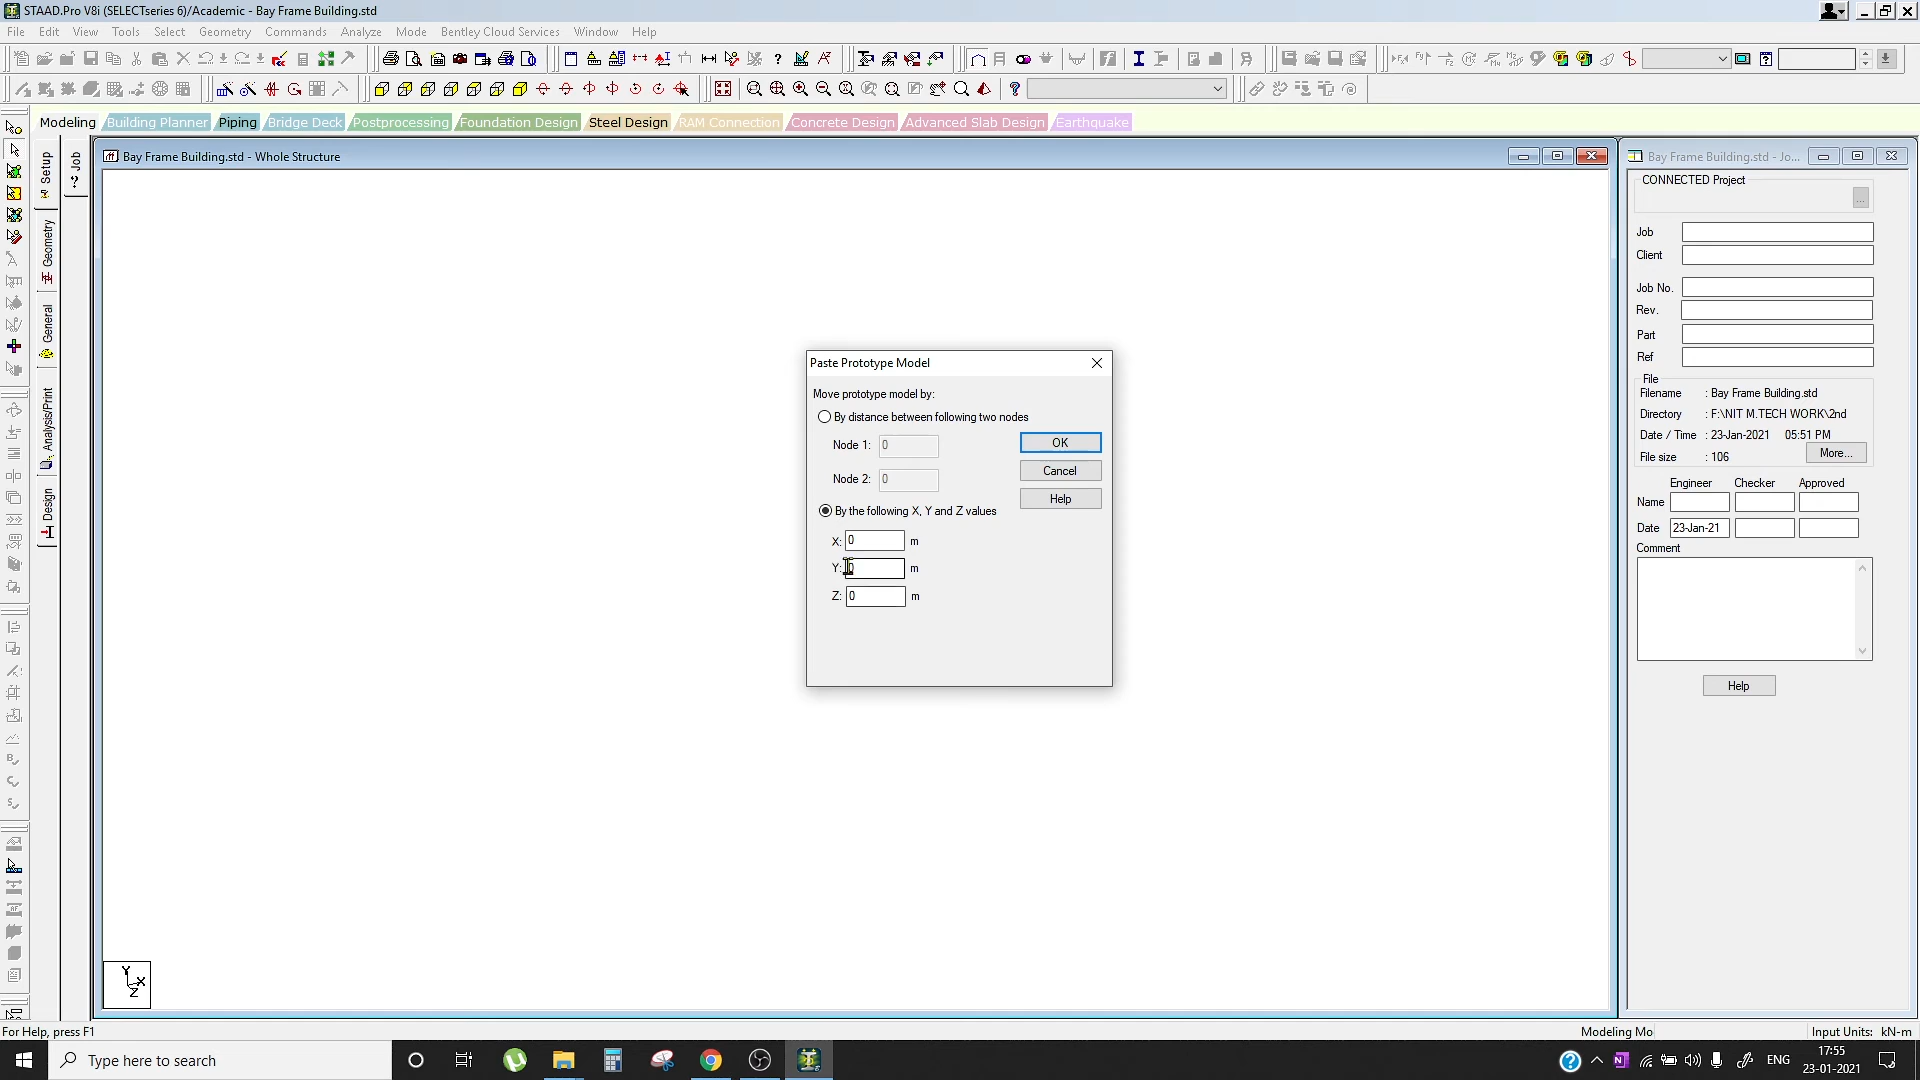 STAAD.Pro V8i (SELECTseries 6)/Academic - Bay Frame Building.std
File Edit View Tools Select Geometry Commands Analyze Mode Bentley Cloud Services Window Help
Modeling Building Planner Piping Bridge Deck Postprocessing Foundation Design Steel Design RAM Connection Concrete Design Advanced Slab Design Earthquake
Setup
Geometry
General
Analysis/Print
Design
Job
Bay Frame Building.std - Whole Structure
Paste Prototype Model
Move prototype model by:
By distance between following two nodes
Node 1: 0
OK
Cancel
Node 2: 0
Help
By the following X, Y and Z values
X: 0 m
Y: 0 m
Z: 0 m
Y
X
Z
Bay Frame Building.std - Jo...
CONNECTED Project
...
Job
Client
Job No.
Rev.
Part
Ref
File
Filename : Bay Frame Building.std
Directory : F:\NIT M.TECH WORK\2nd
Date / Time : 23-Jan-2021 05:51 PM
File size : 106 More...
Engineer Checker Approved
Name
Date 23-Jan-21
Comment
Help
For Help, press F1
Modeling Mo
Input Units: kN-m
Type here to search
ENG
17:55
23-01-2021